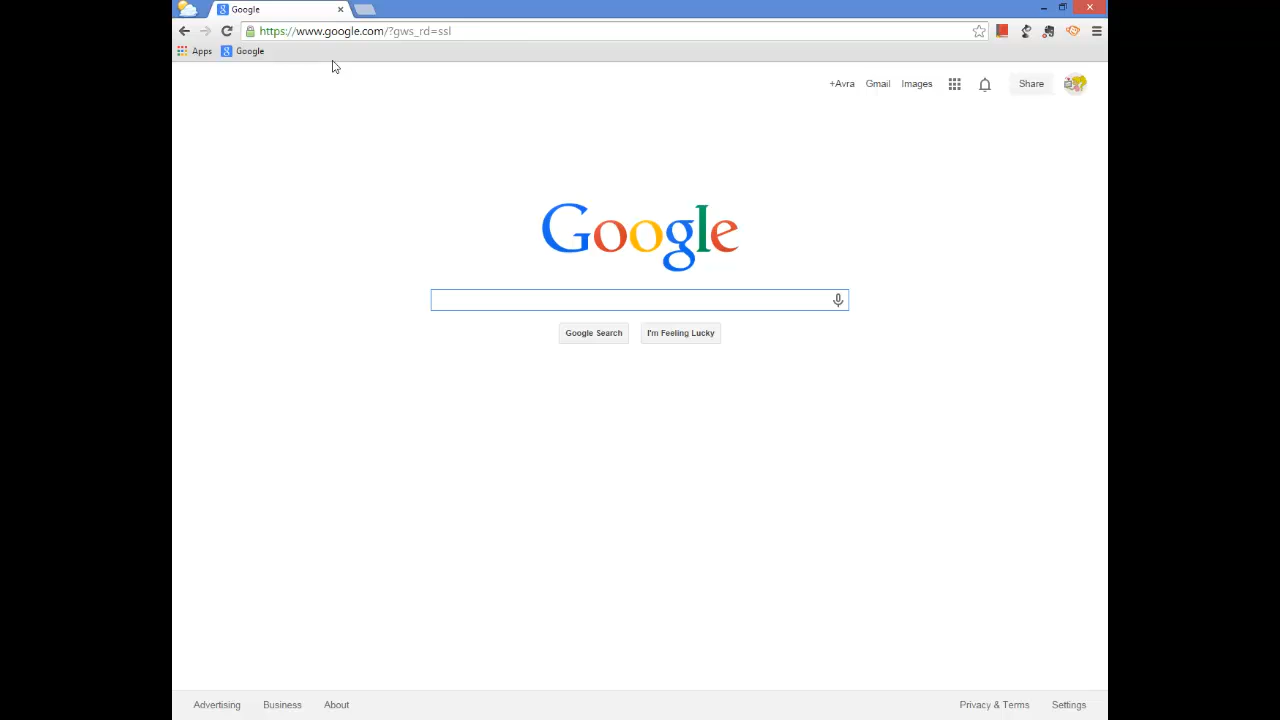 Google
https://www.google.com/?gws_rd=ssl
Apps Google
+Avra Gmail Images Share
Google
Google Search I'm Feeling Lucky
Advertising Business About Privacy & Terms Settings